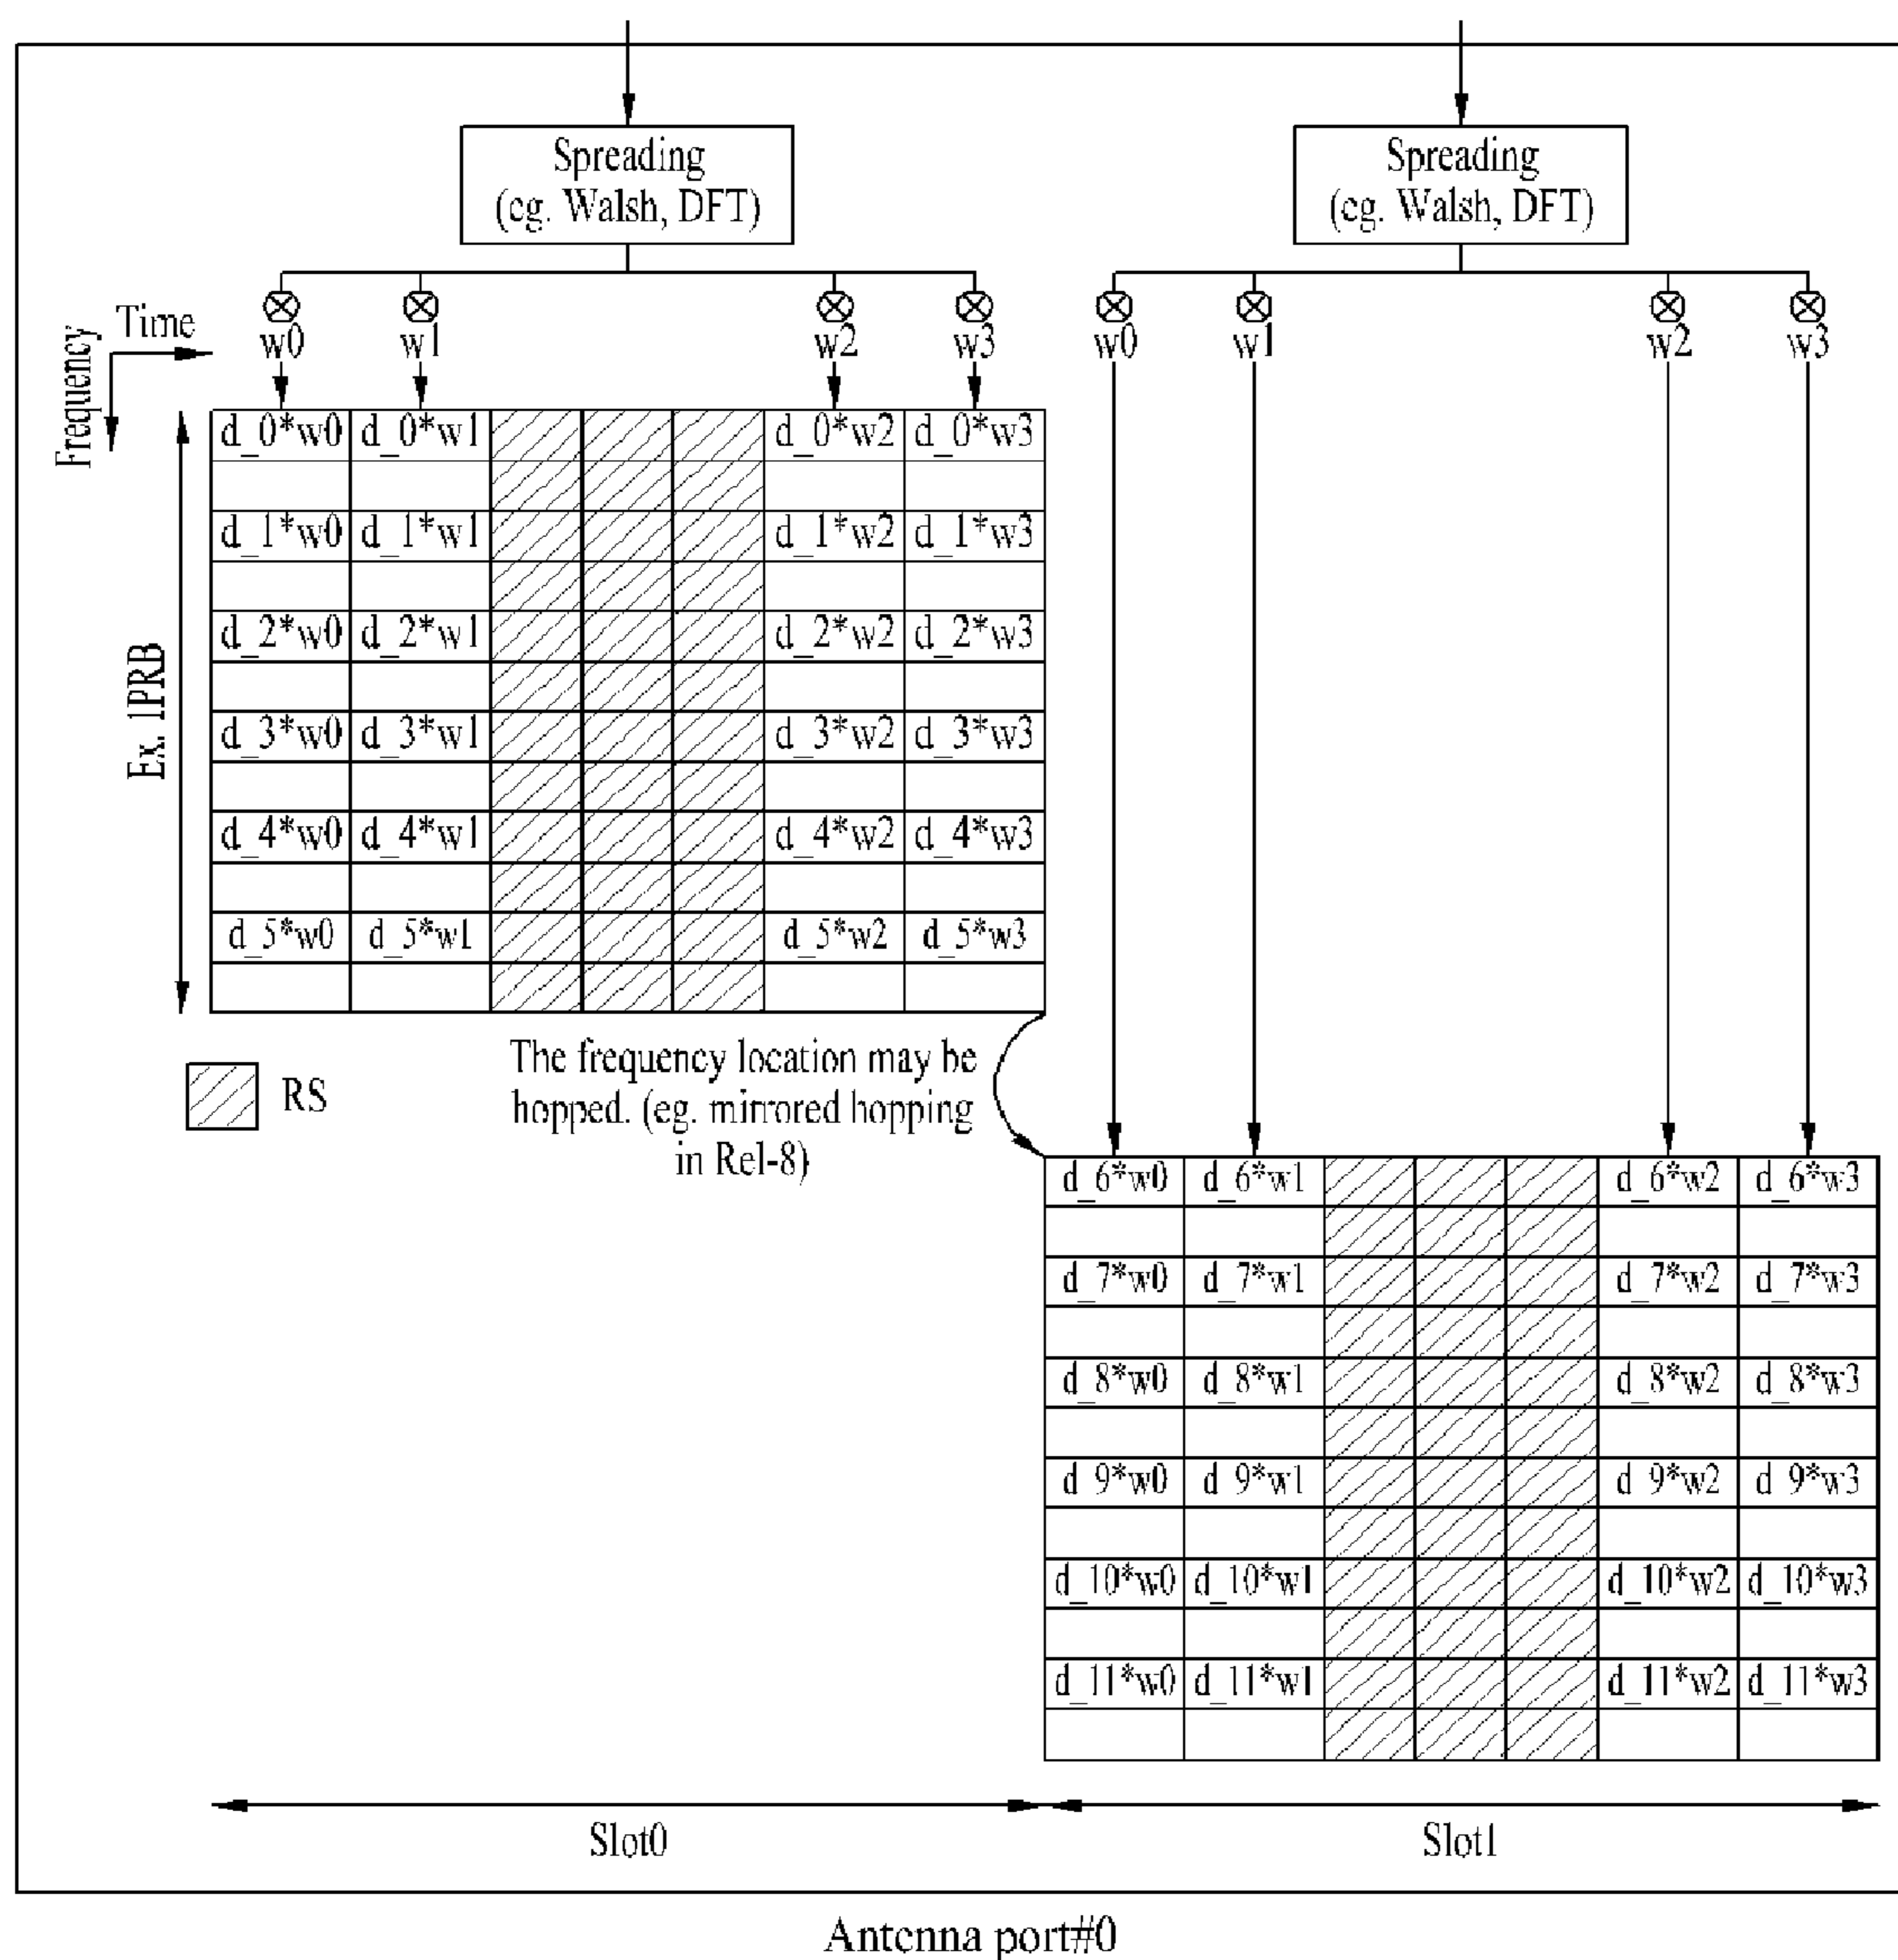 Spreading
(eg. Walsh, DFT)
Spreading
(eg. Walsh, DFT)
Time
Frequency
w0 w1 w2 w3 w0 w1 w2 w3
Ex. 1PRB
d_0*w0 d_0*w1 d_0*w2 d_0*w3
d_1*w0 d_1*w1 d_1*w2 d_1*w3
d_2*w0 d_2*w1 d_2*w2 d_2*w3
d_3*w0 d_3*w1 d_3*w2 d_3*w3
d_4*w0 d_4*w1 d_4*w2 d_4*w3
d_5*w0 d_5*w1 d_5*w2 d_5*w3
RS
The frequency location may be
hopped. (eg. mirrored hopping
in Rel-8)
d_6*w0 d_6*w1 d_6*w2 d_6*w3
d_7*w0 d_7*w1 d_7*w2 d_7*w3
d_8*w0 d_8*w1 d_8*w2 d_8*w3
d_9*w0 d_9*w1 d_9*w2 d_9*w3
d_10*w0 d_10*w1 d_10*w2 d_10*w3
d_11*w0 d_11*w1 d_11*w2 d_11*w3
Slot0 Slot1
Antenna port#0